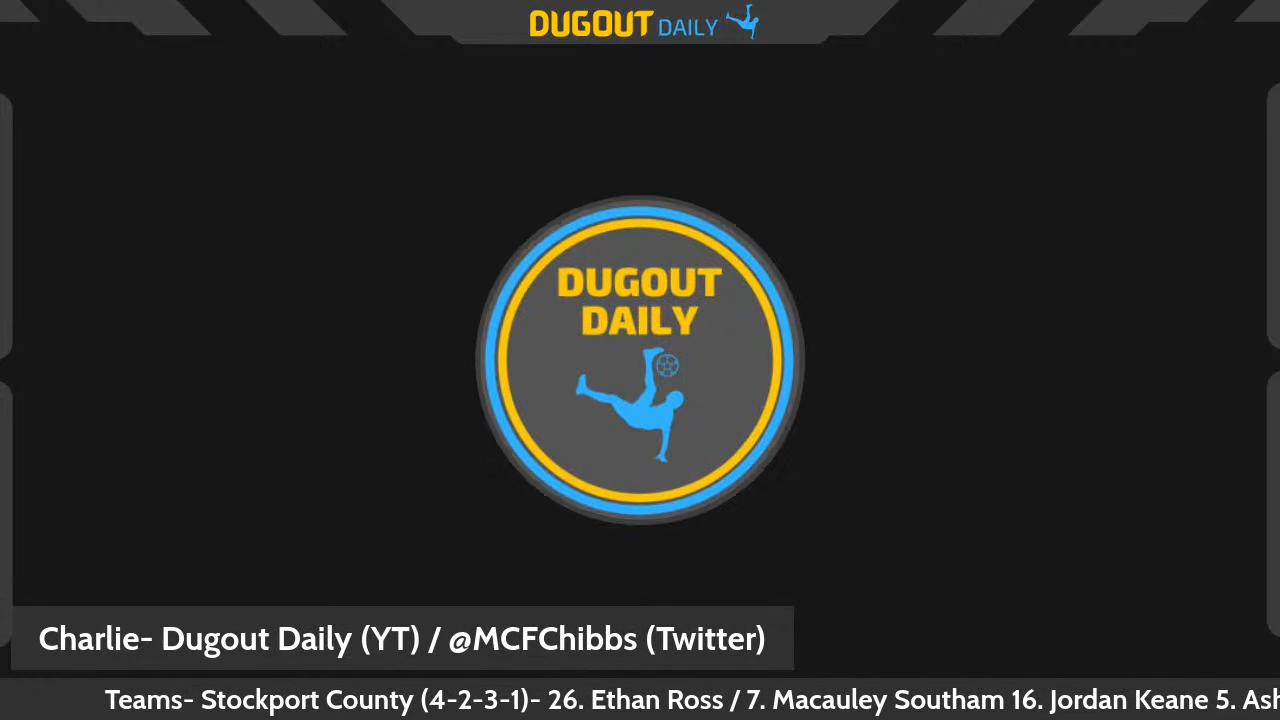 DUGOUT DAILY
DUGOUT
DAILY
Charlie- Dugout Daily (YT) / @MCFChibbs (Twitter)
Teams- Stockport County (4-2-3-1)- 26. Ethan Ross / 7. Macauley Southam 16. Jordan Keane 5. Ash